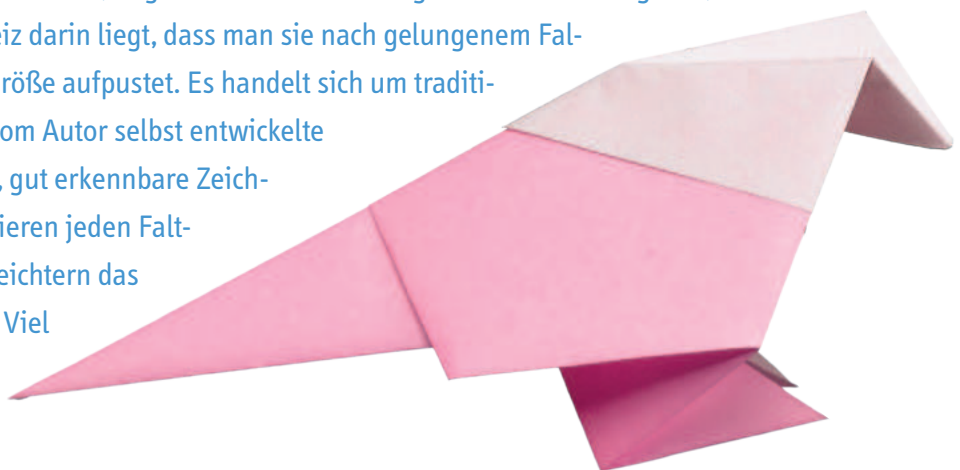 eiz darin liegt, dass man sie nach gelungenem Fal-
röße aufpustet. Es handelt sich um traditi-
om Autor selbst entwickelte
, gut erkennbare Zeich-
ieren jeden Falt-
eichtern das
Viel